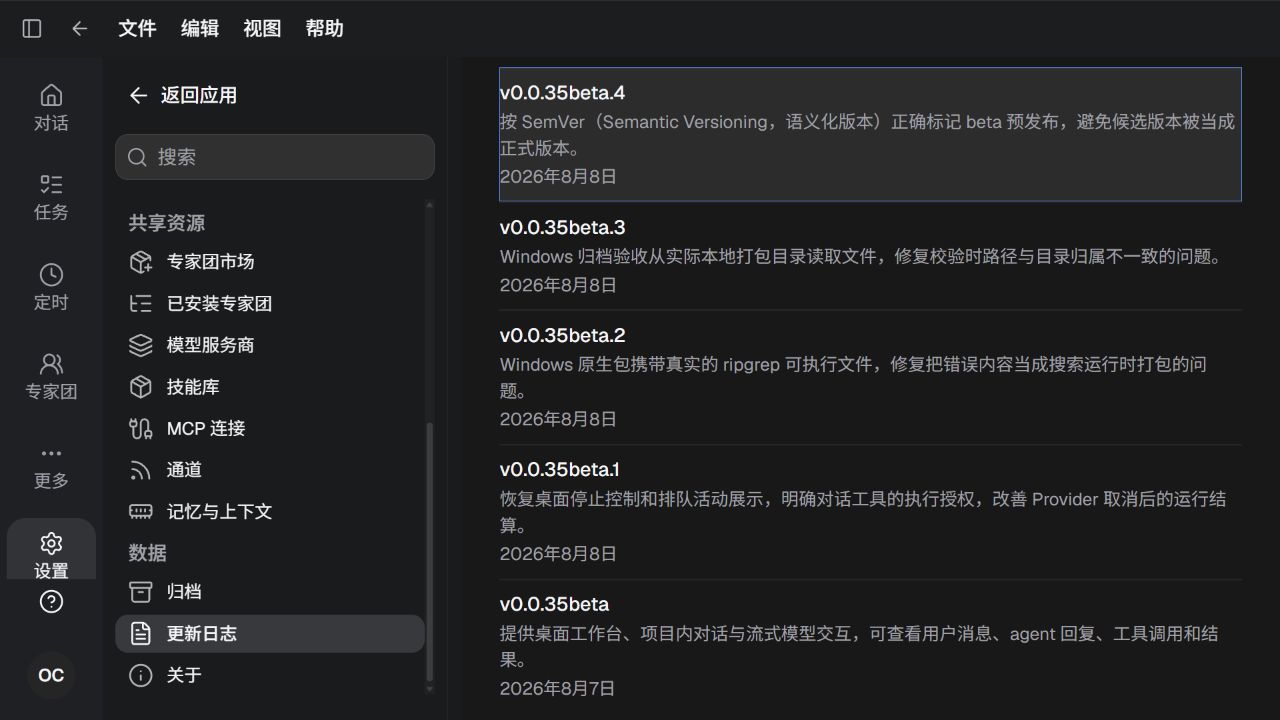 文件 编辑 视图 帮助
对话
任务
定时
专家团
更多
设置
OC
返回应用
搜索
共享资源
专家团市场
已安装专家团
模型服务商
技能库
MCP 连接
通道
记忆与上下文
数据
归档
更新日志
关于
v0.0.35beta.4
按 SemVer（Semantic Versioning，语义化版本）正确标记 beta 预发布，避免候选版本被当成
正式版本。
2026年8月8日
v0.0.35beta.3
Windows 归档验收从实际本地打包目录读取文件，修复校验时路径与目录归属不一致的问题。
2026年8月8日
v0.0.35beta.2
Windows 原生包携带真实的 ripgrep 可执行文件，修复把错误内容当成搜索运行时打包的问
题。
2026年8月8日
v0.0.35beta.1
恢复桌面停止控制和排队活动展示，明确对话工具的执行授权，改善 Provider 取消后的运行结
算。
2026年8月8日
v0.0.35beta
提供桌面工作台、项目内对话与流式模型交互，可查看用户消息、agent 回复、工具调用和结
果。
2026年8月7日